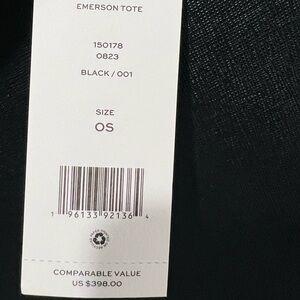 EMERSON TOTE
150178
0823
BLACK / 001
SIZE
OS
1 96133 92136 4
COMPARABLE VALUE
US $398.00